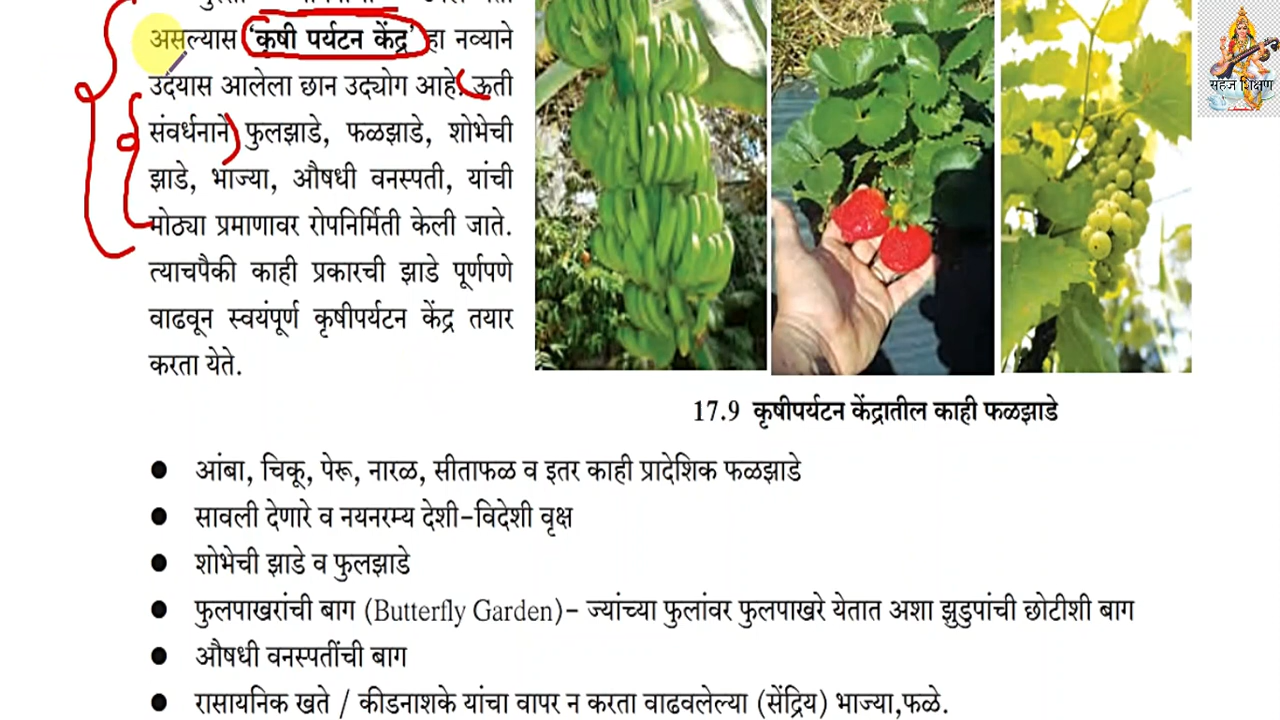 असल्यास 'कृषी पर्यटन केंद्र' हा नव्याने
उदयास आलेला छान उद्योग आहे. ऊती
संवर्धनाने फुलझाडे, फळझाडे, शोभेची
झाडे, भाज्या, औषधी वनस्पती, यांची
मोठ्या प्रमाणावर रोपनिर्मिती केली जाते.
त्याचपैकी काही प्रकारची झाडे पूर्णपणे
वाढवून स्वयंपूर्ण कृषीपर्यटन केंद्र तयार
करता येते.
सहज शिक्षण
17.9 कृषीपर्यटन केंद्रातील काही फळझाडे
● आंबा, चिकू, पेरू, नारळ, सीताफळ व इतर काही प्रादेशिक फळझाडे
● सावली देणारे व नयनरम्य देशी-विदेशी वृक्ष
● शोभेची झाडे व फुलझाडे
● फुलपाखरांची बाग (Butterfly Garden)- ज्यांच्या फुलांवर फुलपाखरे येतात अशा झुडुपांची छोटीशी बाग
● औषधी वनस्पतींची बाग
● रासायनिक खते / कीडनाशके यांचा वापर न करता वाढवलेल्या (सेंद्रिय) भाज्या,फळे.